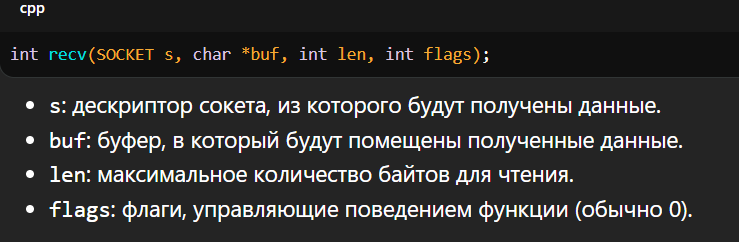 cpp
int recv(SOCKET s, char *buf, int len, int flags);
• s: дескриптор сокета, из которого будут получены данные.
• buf: буфер, в который будут помещены полученные данные.
• len: максимальное количество байтов для чтения.
• flags: флаги, управляющие поведением функции (обычно 0).